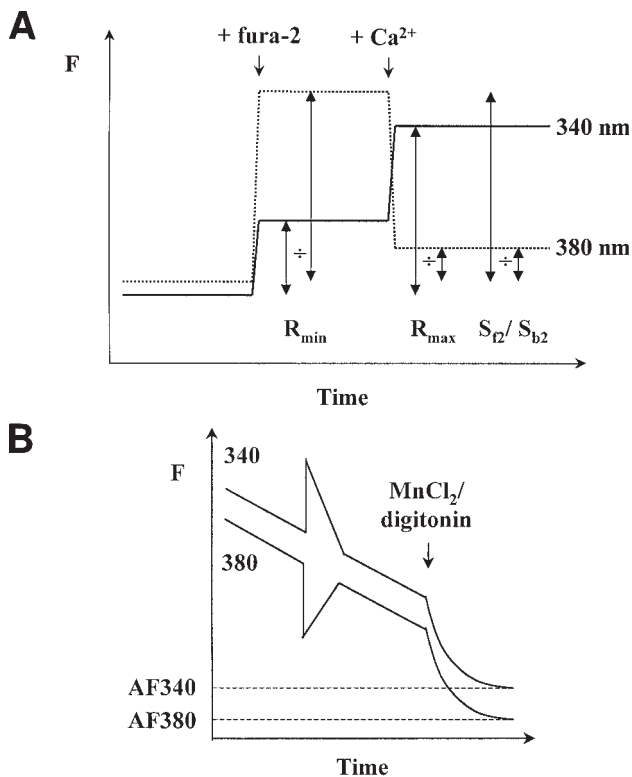 A
+ fura-2
+ Ca²⁺
F
340 nm
380 nm
÷
÷
÷
Rmin
Rmax
Sf2/ Sb2
Time
B
340
F
MnCl₂/
digitonin
380
AF340
AF380
Time